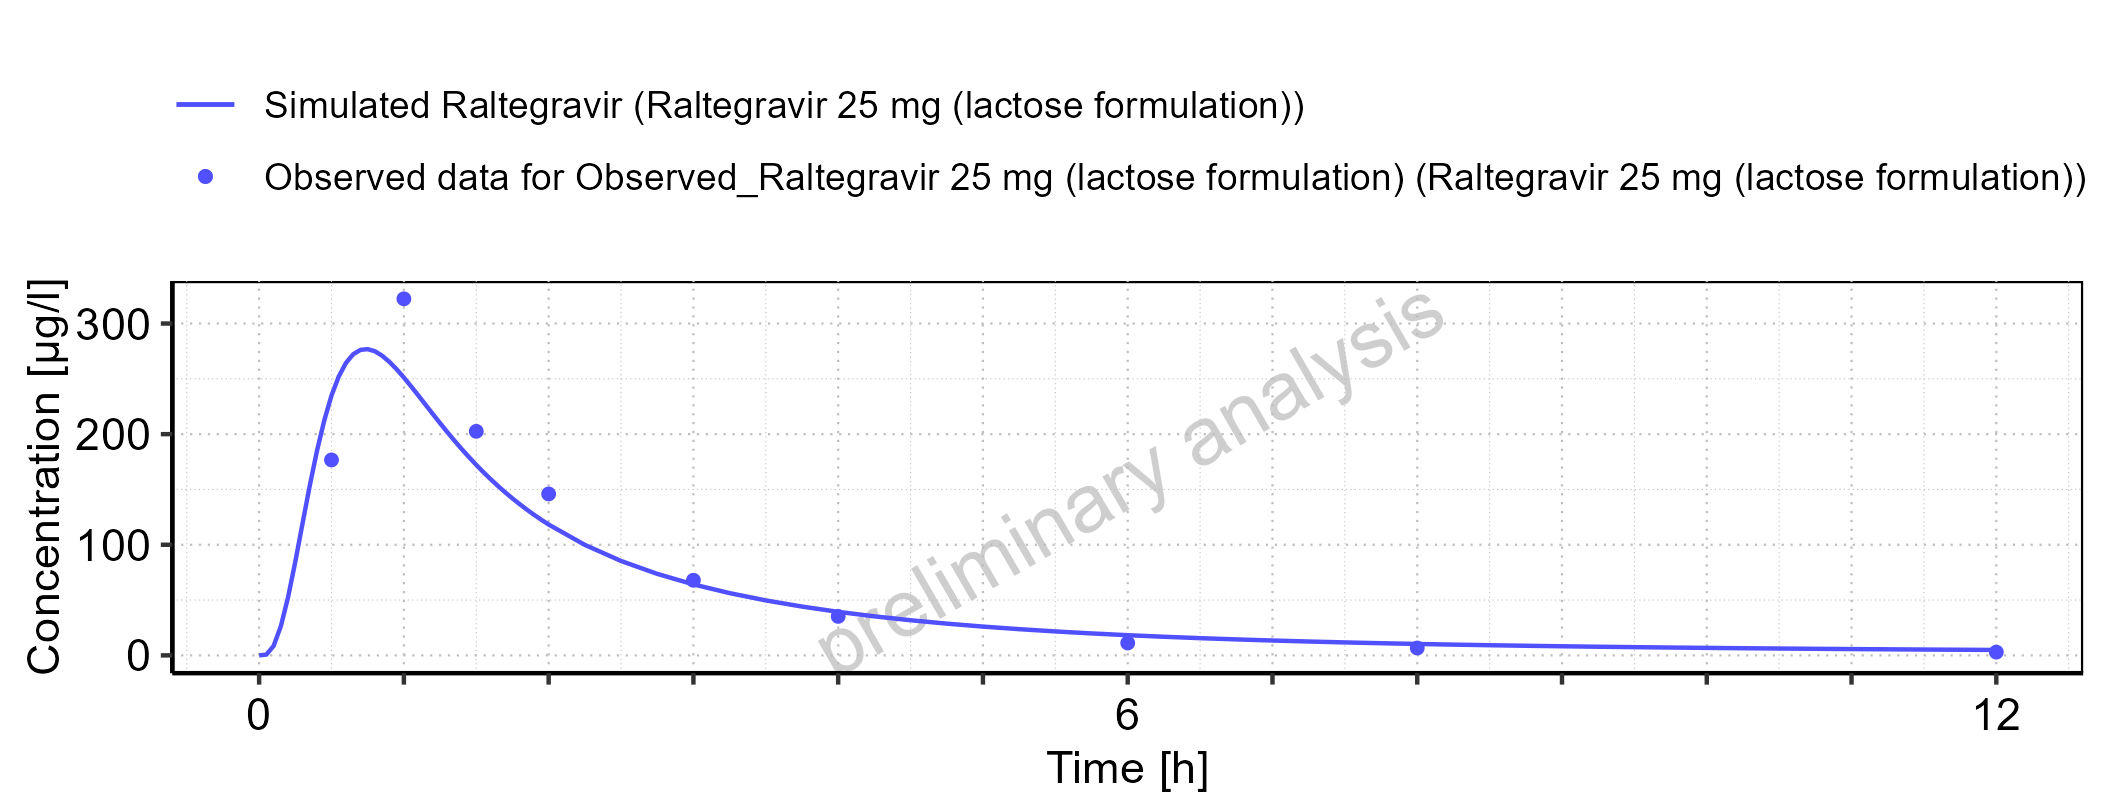 Simulated Raltegravir (Raltegravir 25 mg (lactose formulation))
Observed data for Observed_Raltegravir 25 mg (lactose formulation) (Raltegravir 25 mg (lactose formulation))
Concentration [µg/l]
300
200
100
0
preliminary analysis
0
6
12
Time [h]